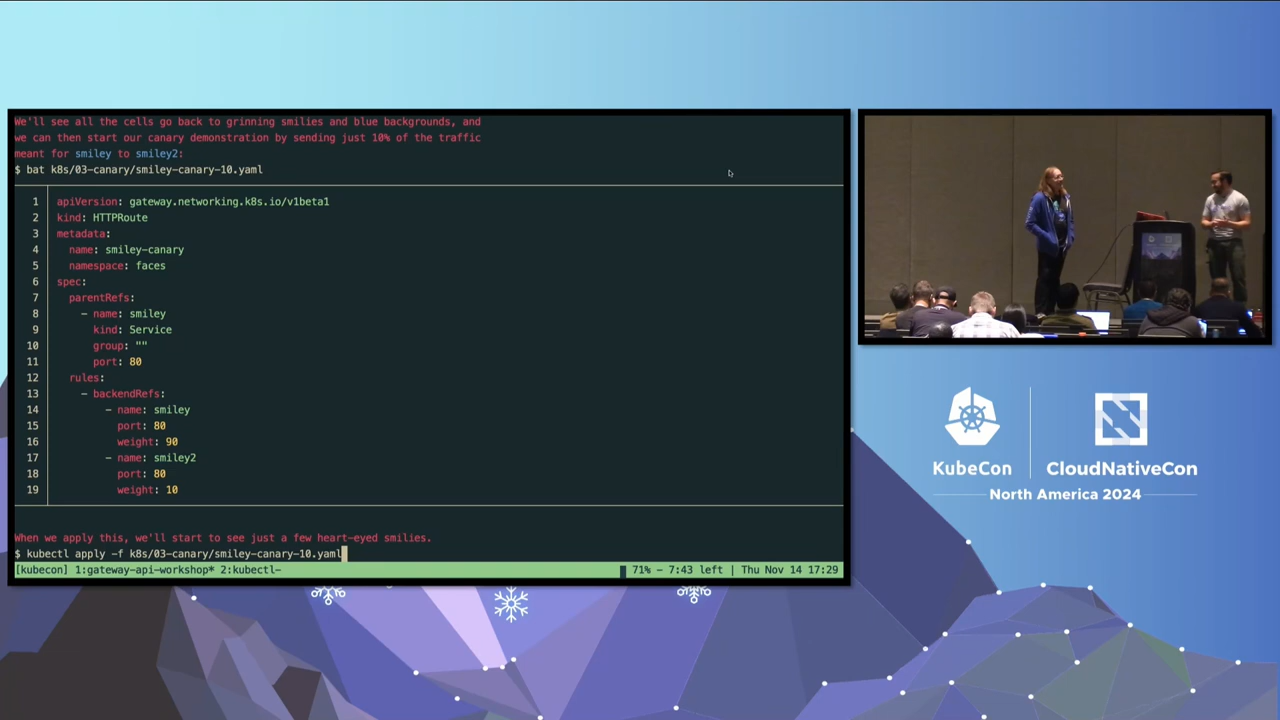 We'll see all the cells go back to grinning smilies and blue backgrounds, and
we can then start our canary demonstration by sending just 10% of the traffic
meant for smiley to smiley2:
$ bat k8s/03-canary/smiley-canary-10.yaml
1 apiVersion: gateway.networking.k8s.io/v1beta1
2 kind: HTTPRoute
3 metadata:
4 name: smiley-canary
5 namespace: faces
6 spec:
7 parentRefs:
8 - name: smiley
9 kind: Service
10 group: ""
11 port: 80
12 rules:
13 - backendRefs:
14 - name: smiley
15 port: 80
16 weight: 90
17 - name: smiley2
18 port: 80
19 weight: 10
When we apply this, we'll start to see just a few heart-eyed smilies.
$ kubectl apply -f k8s/03-canary/smiley-canary-10.yaml
[kubecon] 1:gateway-api-workshop* 2:kubectl- 71% - 7:43 left | Thu Nov 14 17:29
KubeCon CloudNativeCon
North America 2024